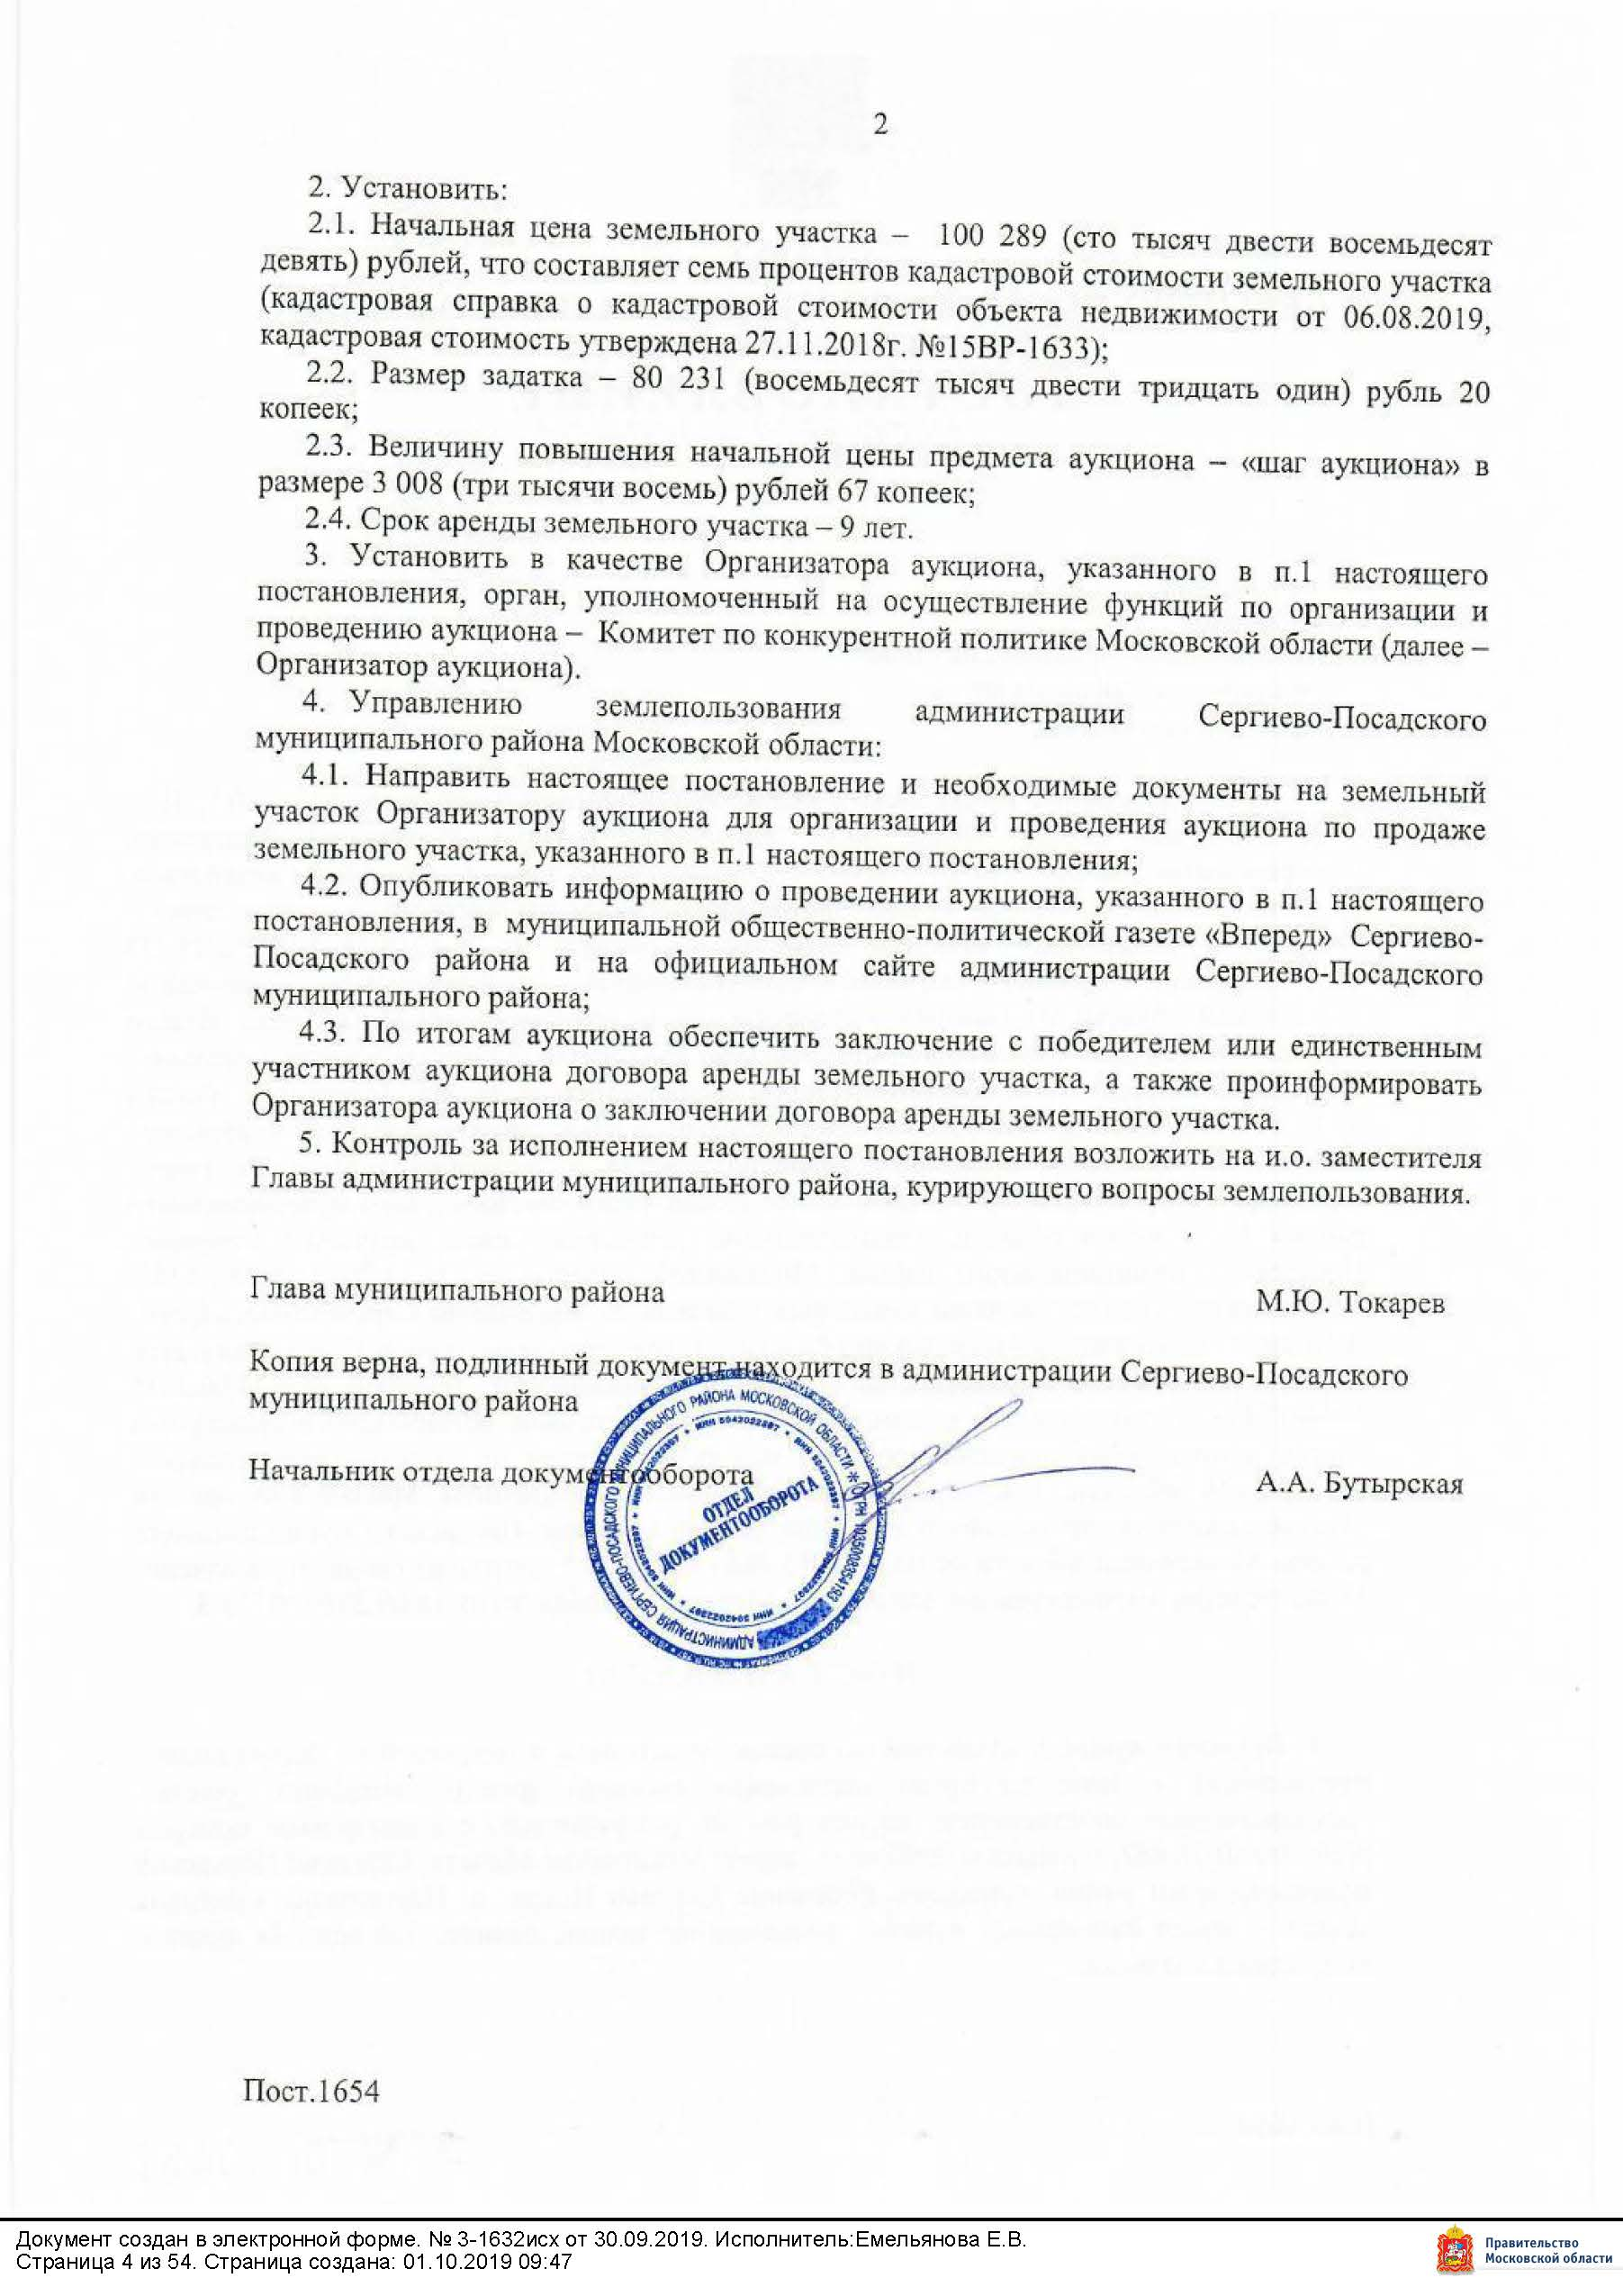 2
2. Установить:
2.1. Начальная цена земельного участка – 100 289 (сто тысяч двести восемьдесят
девять) рублей, что составляет семь процентов кадастровой стоимости земельного участка
(кадастровая справка о кадастровой стоимости объекта недвижимости от 06.08.2019,
кадастровая стоимость утверждена 27.11.2018г. №15ВР-1633);
2.2. Размер задатка – 80 231 (восемьдесят тысяч двести тридцать один) рубль 20
копеек;
2.3. Величину повышения начальной цены предмета аукциона – «шаг аукциона» в
размере 3 008 (три тысячи восемь) рублей 67 копеек;
2.4. Срок аренды земельного участка – 9 лет.
3. Установить в качестве Организатора аукциона, указанного в п.1 настоящего
постановления, орган, уполномоченный на осуществление функций по организации и
проведению аукциона – Комитет по конкурентной политике Московской области (далее –
Организатор аукциона).
4. Управлению землепользования администрации Сергиево-Посадского
муниципального района Московской области:
4.1. Направить настоящее постановление и необходимые документы на земельный
участок Организатору аукциона для организации и проведения аукциона по продаже
земельного участка, указанного в п.1 настоящего постановления;
4.2. Опубликовать информацию о проведении аукциона, указанного в п.1 настоящего
постановления, в муниципальной общественно-политической газете «Вперед» Сергиево-
Посадского района и на официальном сайте администрации Сергиево-Посадского
муниципального района;
4.3. По итогам аукциона обеспечить заключение с победителем или единственным
участником аукциона договора аренды земельного участка, а также проинформировать
Организатора аукциона о заключении договора аренды земельного участка.
5. Контроль за исполнением настоящего постановления возложить на и.о. заместителя
Главы администрации муниципального района, курирующего вопросы землепользования.
Глава муниципального района М.Ю. Токарев
Копия верна, подлинный документ находится в администрации Сергиево-Посадского
муниципального района
Начальник отдела документооборота А.А. Бутырская
АДМИНИСТРАЦИЯ СЕРГИЕВО-ПОСАДСКОГО МУНИЦИПАЛЬНОГО РАЙОНА МОСКОВСКОЙ ОБЛАСТИ * ОГРН 1035008354193
ИНН 5042022397
ОТДЕЛ
ДОКУМЕНТООБОРОТА
Пост.1654
Документ создан в электронной форме. № 3-1632исх от 30.09.2019. Исполнитель:Емельянова Е.В.
Страница 4 из 54. Страница создана: 01.10.2019 09:47
Правительство
Московской области